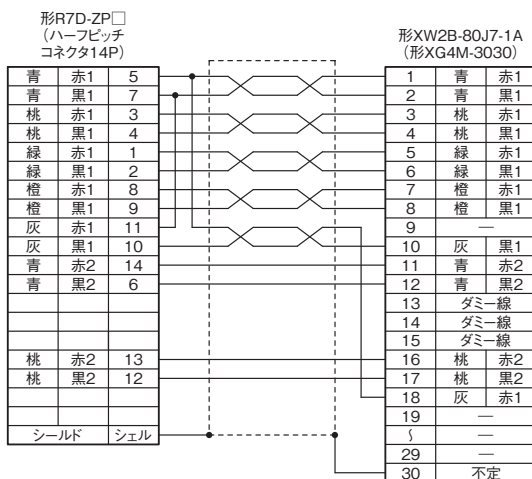 形R7D-ZP□
(ハーフピッチ
コネクタ14P)
形XW2B-80J7-1A
(形XG4M-3030)
青 赤1 5
青 黒1 7
桃 赤1 3
桃 黒1 4
緑 赤1 1
緑 黒1 2
橙 赤1 8
橙 黒1 9
灰 赤1 11
灰 黒1 10
青 赤2 14
青 黒2 6
桃 赤2 13
桃 黒2 12
シールド シェル
1 青 赤1
2 青 黒1
3 桃 赤1
4 桃 黒1
5 緑 赤1
6 緑 黒1
7 橙 赤1
8 橙 黒1
9 —
10 灰 黒1
11 青 赤2
12 青 黒2
13 ダミー線
14 ダミー線
15 ダミー線
16 桃 赤2
17 桃 黒2
18 灰 赤1
19 —
〜 —
29 —
30 不定